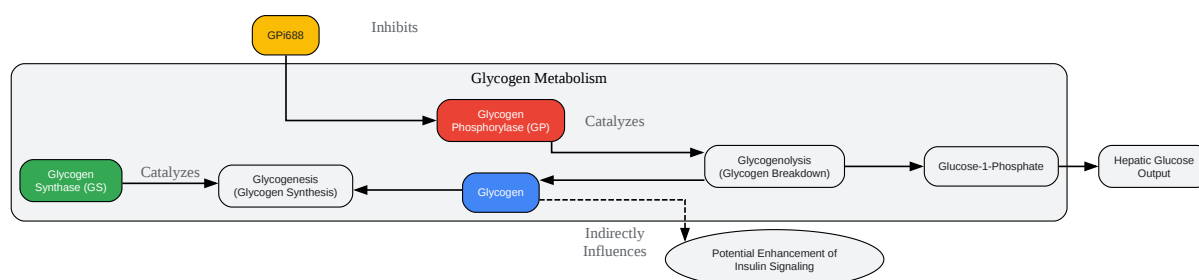 GPi688
Inhibits
Glycogen Metabolism
Glycogen
Phosphorylase (GP)
Catalyzes
Glycogen
Synthase (GS)
Catalyzes
Glycogenesis
(Glycogen Synthesis)
Glycogen
Glycogenolysis
(Glycogen Breakdown)
Glucose-1-Phosphate
Hepatic Glucose
Output
Indirectly
Influences
Potential Enhancement of
Insulin Signaling